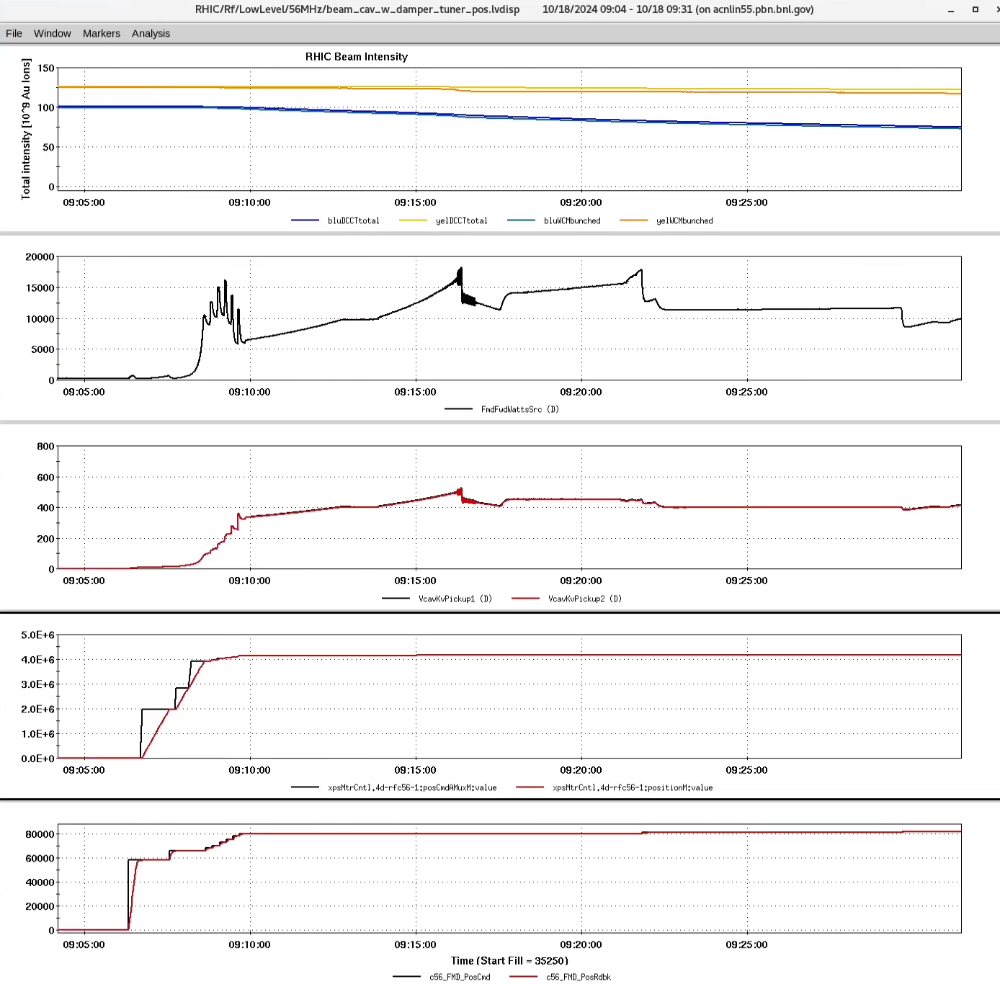 RHIC/Rf/LowLevel/56MHz/beam_cav_w_damper_tuner_pos.lvdisp 10/18/2024 09:04 - 10/18 09:31 (on acnlin55.pbn.bnl.gov)
File Window Markers Analysis
RHIC Beam Intensity
Total intensity [10^9 Au Ions]
150
100
50
0
09:05:00 09:10:00 09:15:00 09:20:00 09:25:00
bluDCCTtotal yelDCCTtotal bluWCMbunched yelWCMbunched
20000
15000
10000
5000
0
09:05:00 09:10:00 09:15:00 09:20:00 09:25:00
FmdFwdWattsSrc (D)
800
600
400
200
0
09:05:00 09:10:00 09:15:00 09:20:00 09:25:00
VcavKvPickup1 (D) VcavKvPickup2 (D)
5.0E+6
4.0E+6
3.0E+6
2.0E+6
1.0E+6
0.0E+0
09:05:00 09:10:00 09:15:00 09:20:00 09:25:00
xpsMtrCntl.4d-rfc56-1:posCmdAMuxM:value xpsMtrCntl.4d-rfc56-1:positionM:value
80000
60000
40000
20000
0
09:05:00 09:10:00 09:15:00 09:20:00 09:25:00
Time (Start Fill = 35250)
c56_FMD_PosCmd c56_FMD_PosRdbk